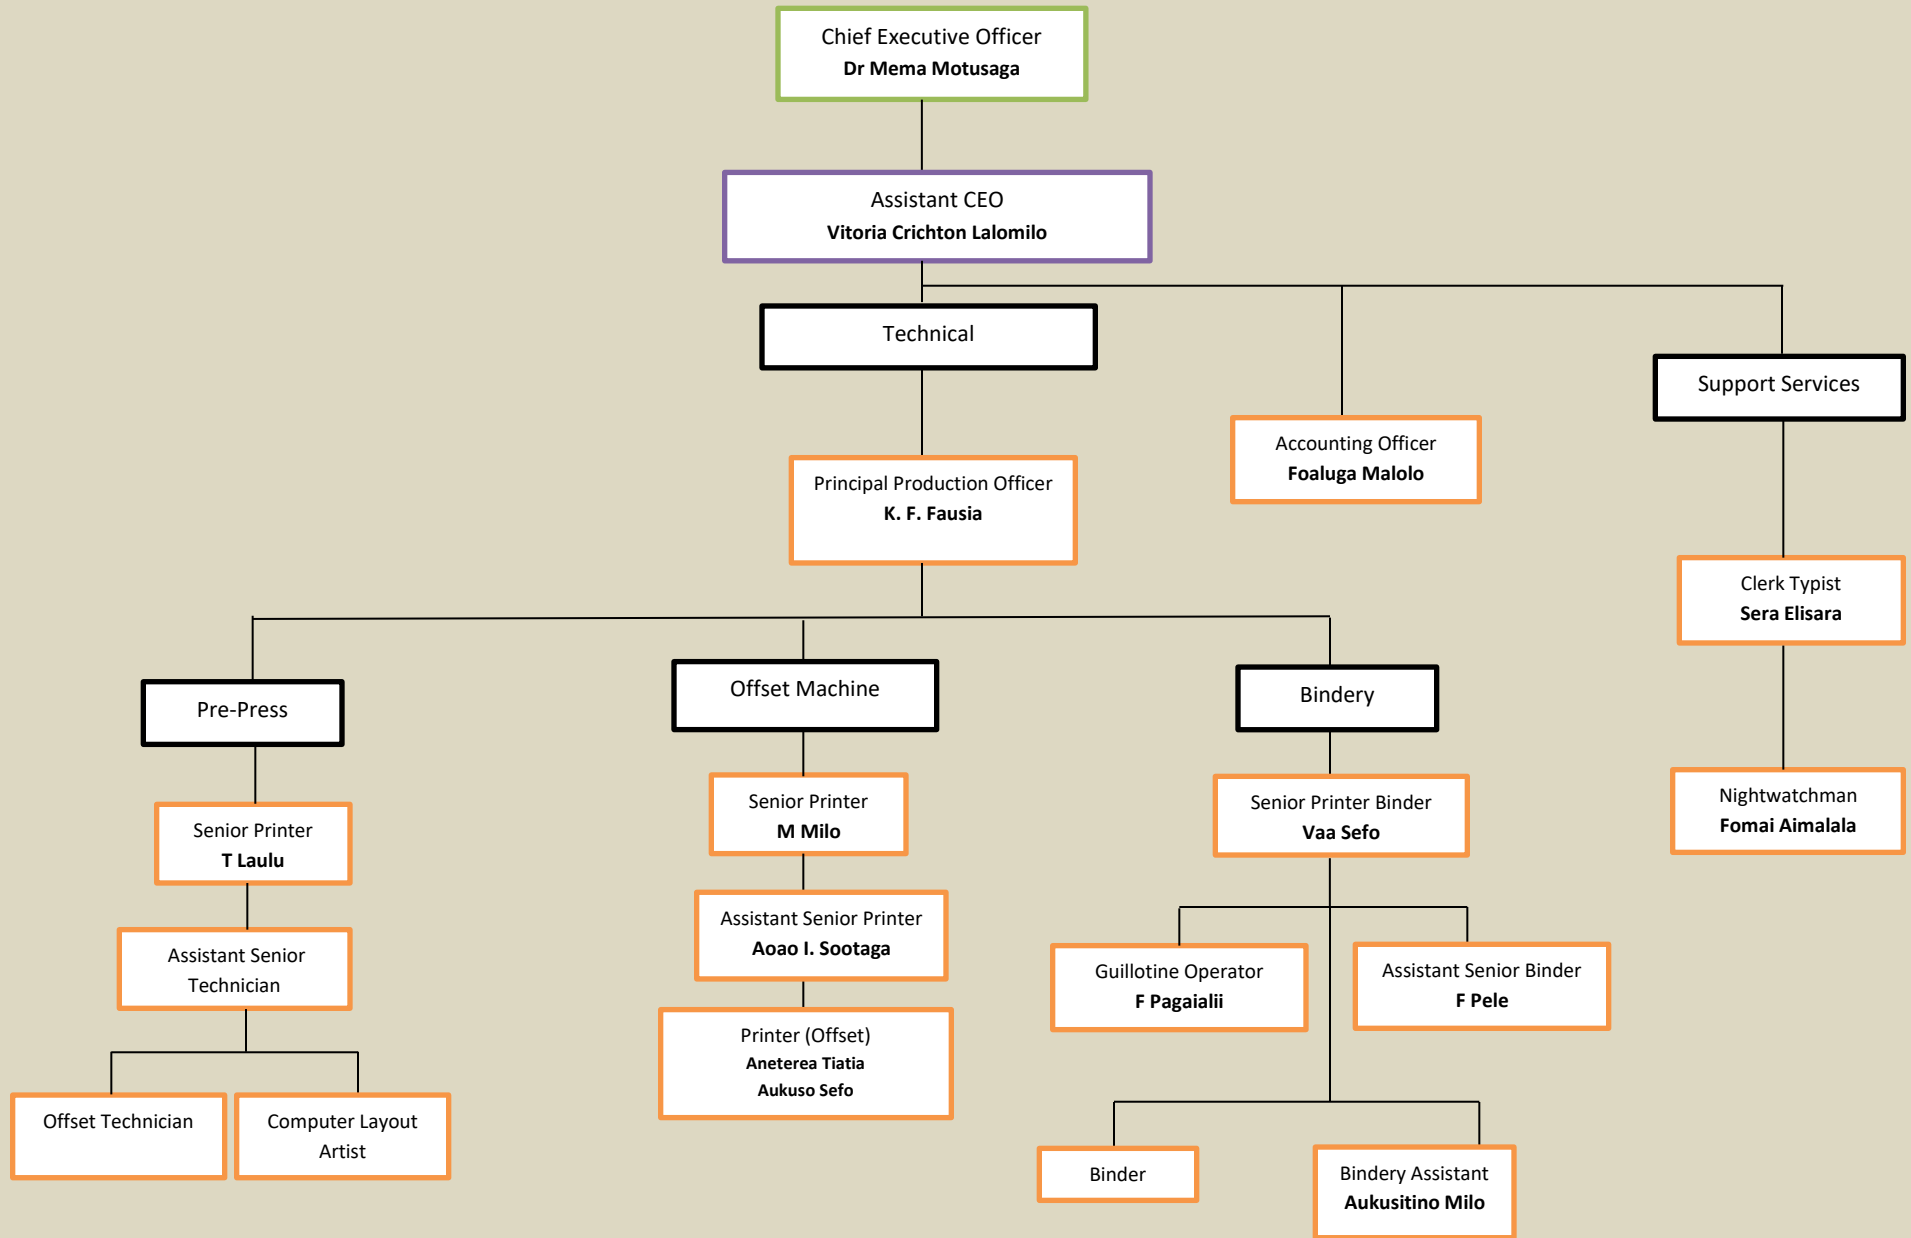 Chief Executive Officer
Dr Mema Motusaga
Assistant CEO
Vitoria Crichton Lalomilo
Technical
Support Services
Accounting Officer
Foaluga Malolo
Principal Production Officer
K. F. Fausia
Clerk Typist
Sera Elisara
Pre-Press
Offset Machine
Bindery
Senior Printer
T Laulu
Senior Printer
M Milo
Senior Printer Binder
Vaa Sefo
Nightwatchman
Fomai Aimalala
Assistant Senior
Technician
Assistant Senior Printer
Aoao I. Sootaga
Guillotine Operator
F Pagaialii
Assistant Senior Binder
F Pele
Printer (Offset)
Aneterea Tiatia
Aukuso Sefo
Offset Technician
Computer Layout
Artist
Binder
Bindery Assistant
Aukusitino Milo